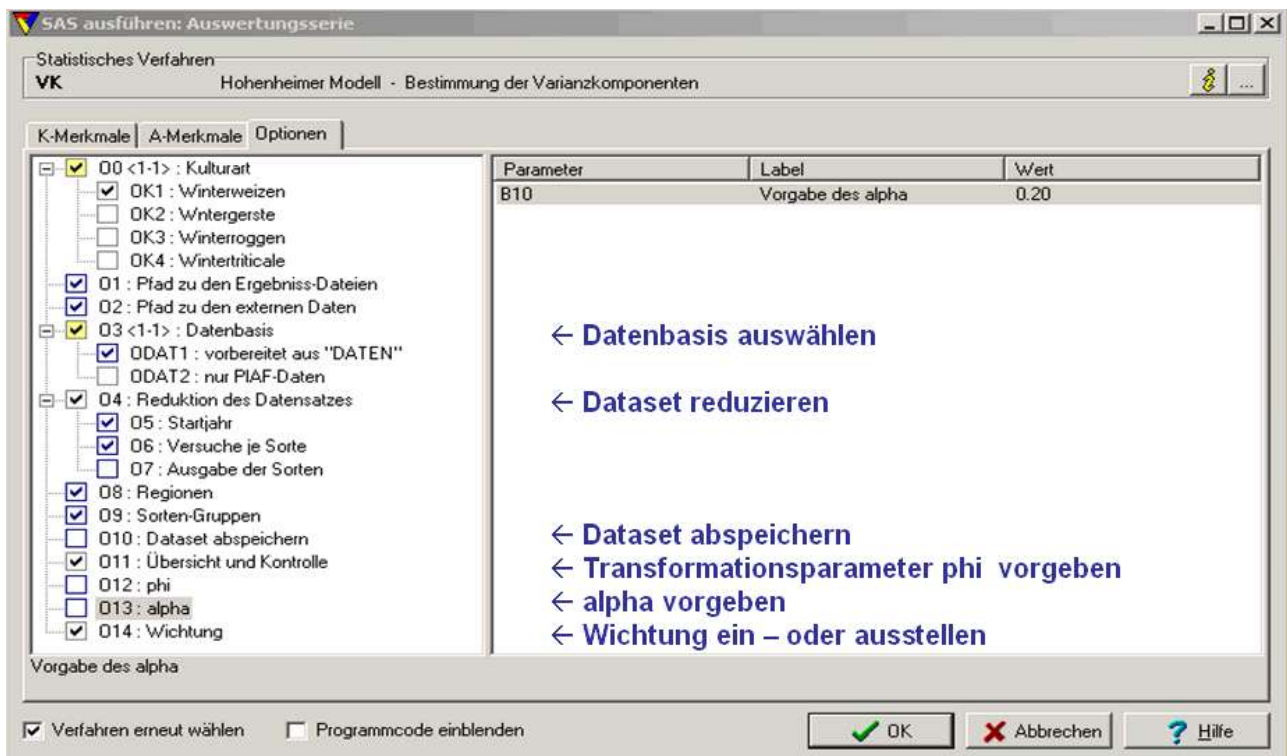 SAS ausführen: Auswertungsserie
Statistisches Verfahren
VK Hohenheimer Modell - Bestimmung der Varianzkomponenten
...
K-Merkmale A-Merkmale Optionen
O0 <1-1> : Kulturart
OK1 : Winterweizen
OK2 : Wntergerste
OK3 : Winterroggen
OK4 : Wintertriticale
O1 : Pfad zu den Ergebniss-Dateien
O2 : Pfad zu den externen Daten
O3 <1-1> : Datenbasis
ODAT1 : vorbereitet aus "DATEN"
ODAT2 : nur PIAF-Daten
O4 : Reduktion des Datensatzes
O5 : Startjahr
O6 : Versuche je Sorte
O7 : Ausgabe der Sorten
O8 : Regionen
O9 : Sorten-Gruppen
O10 : Dataset abspeichern
O11 : Übersicht und Kontrolle
O12 : phi
O13 : alpha
O14 : Wichtung
Parameter Label Wert
B10 Vorgabe des alpha 0.20
← Datenbasis auswählen
← Dataset reduzieren
← Dataset abspeichern
← Transformationsparameter phi vorgeben
← alpha vorgeben
← Wichtung ein – oder ausstellen
Vorgabe des alpha
Verfahren erneut wählen Programmcode einblenden OK Abbrechen Hilfe